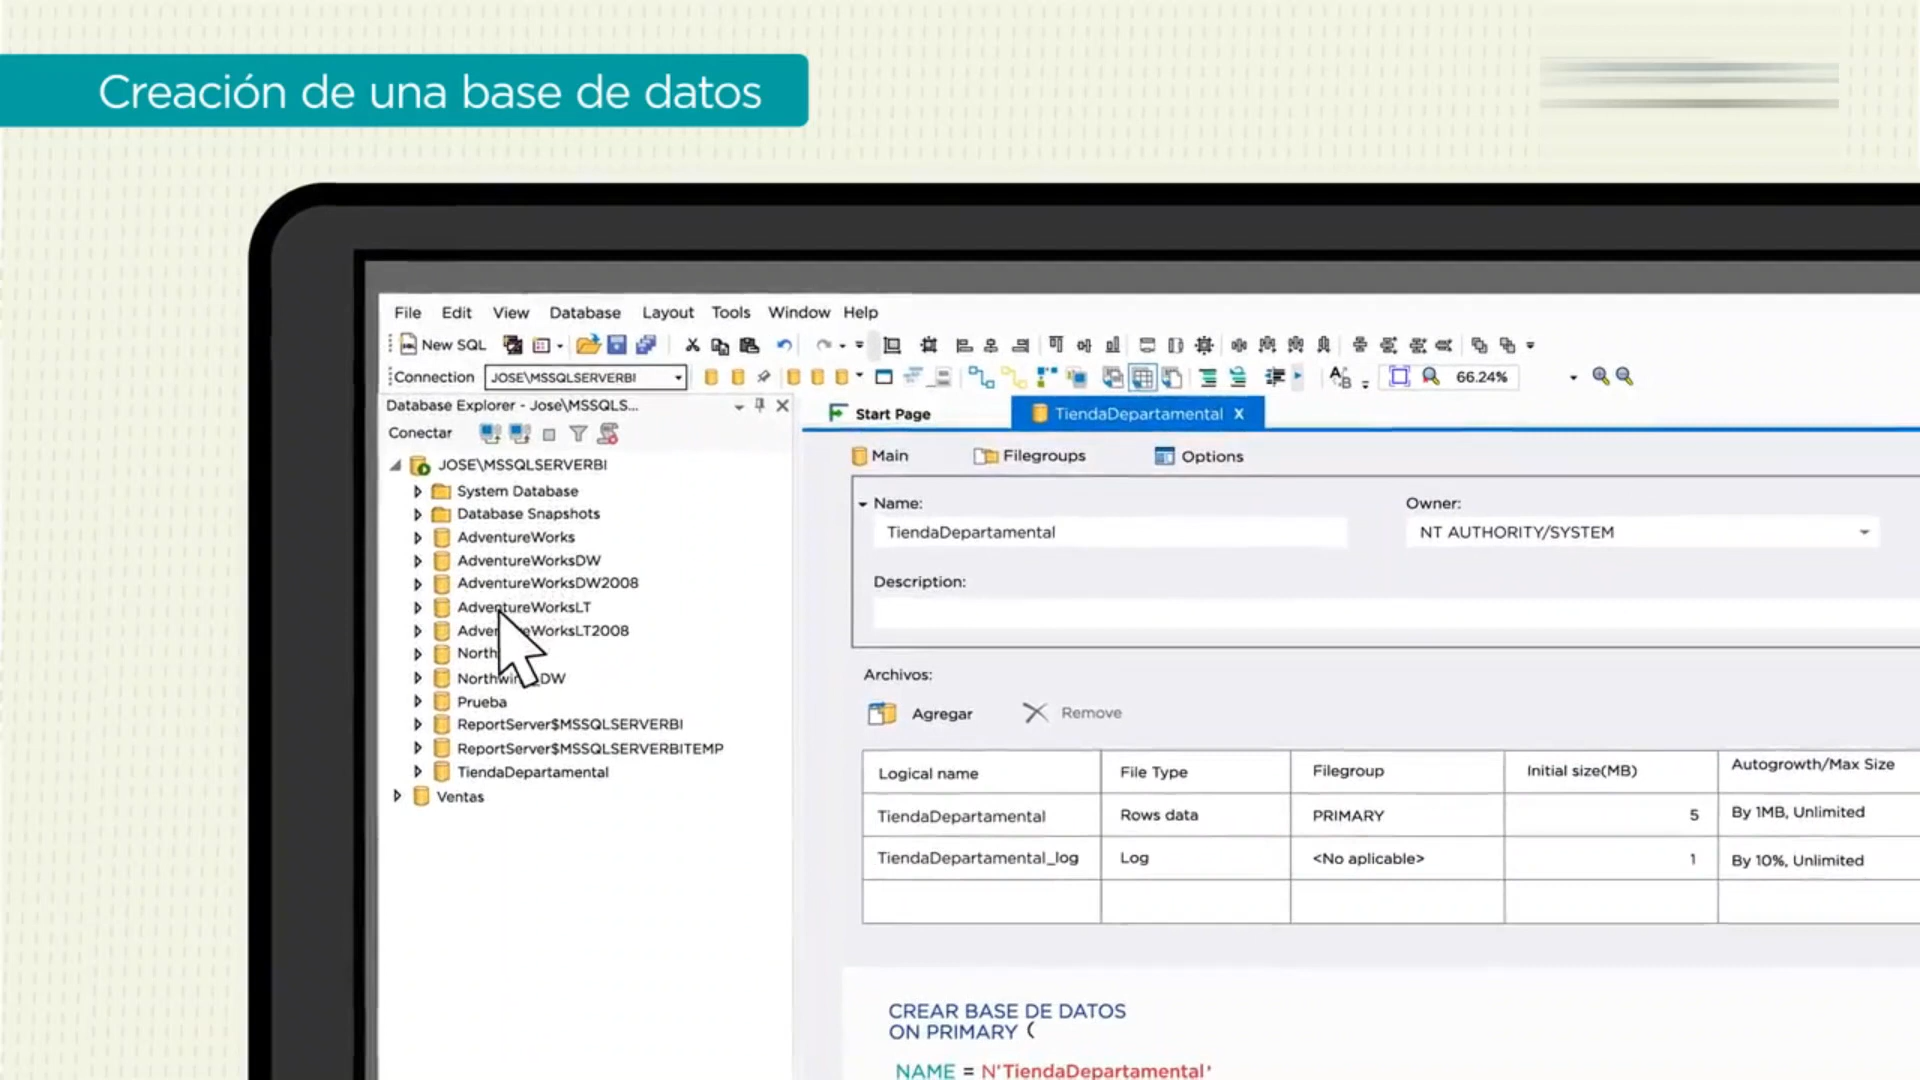 Creación de una base de datos
File Edit View Database Layout Tools Window Help
New SQL
Connection JOSE\MSSQLSERVERBI 66.24%
Database Explorer - Jose\MSSQLS...
Conectar
Start Page TiendaDepartamental X
JOSE\MSSQLSERVERBI
System Database
Database Snapshots
AdventureWorks
AdventureWorksDW
AdventureWorksDW2008
AdventureWorksLT
AdventureWorksLT2008
North
Northwin_DW
Prueba
ReportServer$MSSQLSERVERBI
ReportServer$MSSQLSERVERBITEMP
TiendaDepartamental
Ventas
Main Filegroups Options
Name: Owner:
TiendaDepartamental NT AUTHORITY/SYSTEM
Description:
Archivos:
Agregar Remove
Logical name File Type Filegroup Initial size(MB) Autogrowth/Max Size
TiendaDepartamental Rows data PRIMARY 5 By 1MB, Unlimited
TiendaDepartamental_log Log <No aplicable> 1 By 10%, Unlimited
CREAR BASE DE DATOS
ON PRIMARY (
NAME = N'TiendaDepartamental'